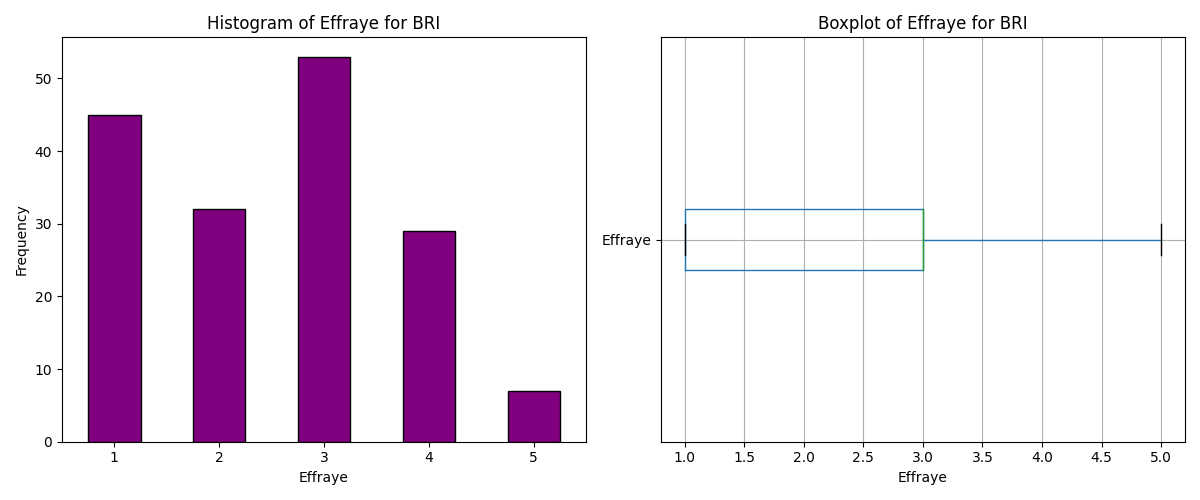 Histogram of Effraye for BRI
Frequency
50
40
30
20
10
0
1 2 3 4 5
Effraye
Boxplot of Effraye for BRI
Effraye
1.0 1.5 2.0 2.5 3.0 3.5 4.0 4.5 5.0
Effraye